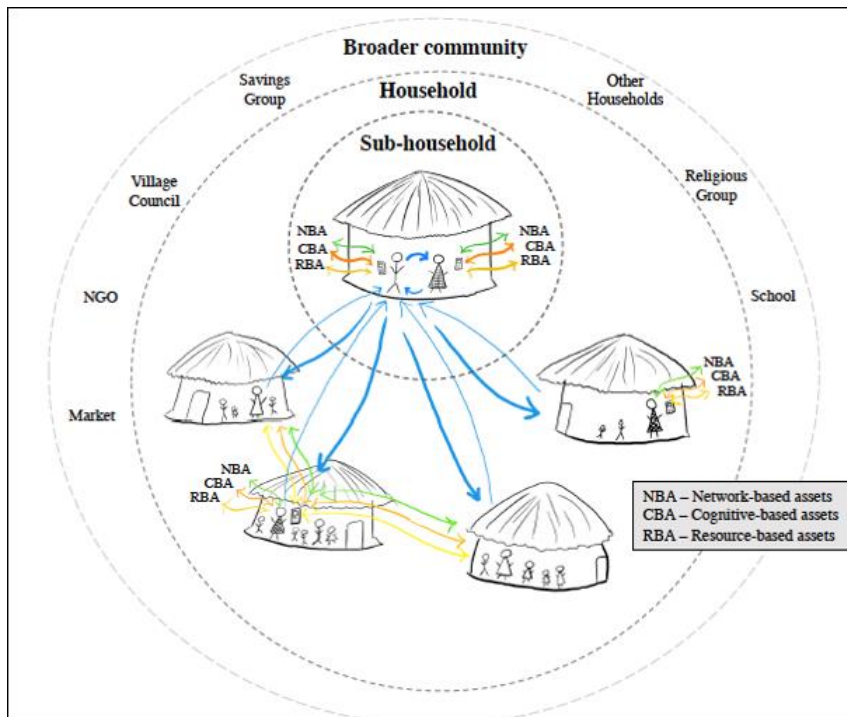 Broader community
Savings
Group
Other
Households
Household
Sub-household
Village
Council
Religious
Group
NBA
CBA
RBA
NBA
CBA
RBA
NGO
School
NBA
CBA
RBA
Market
NBA
CBA
RBA
NBA – Network-based assets
CBA – Cognitive-based assets
RBA – Resource-based assets